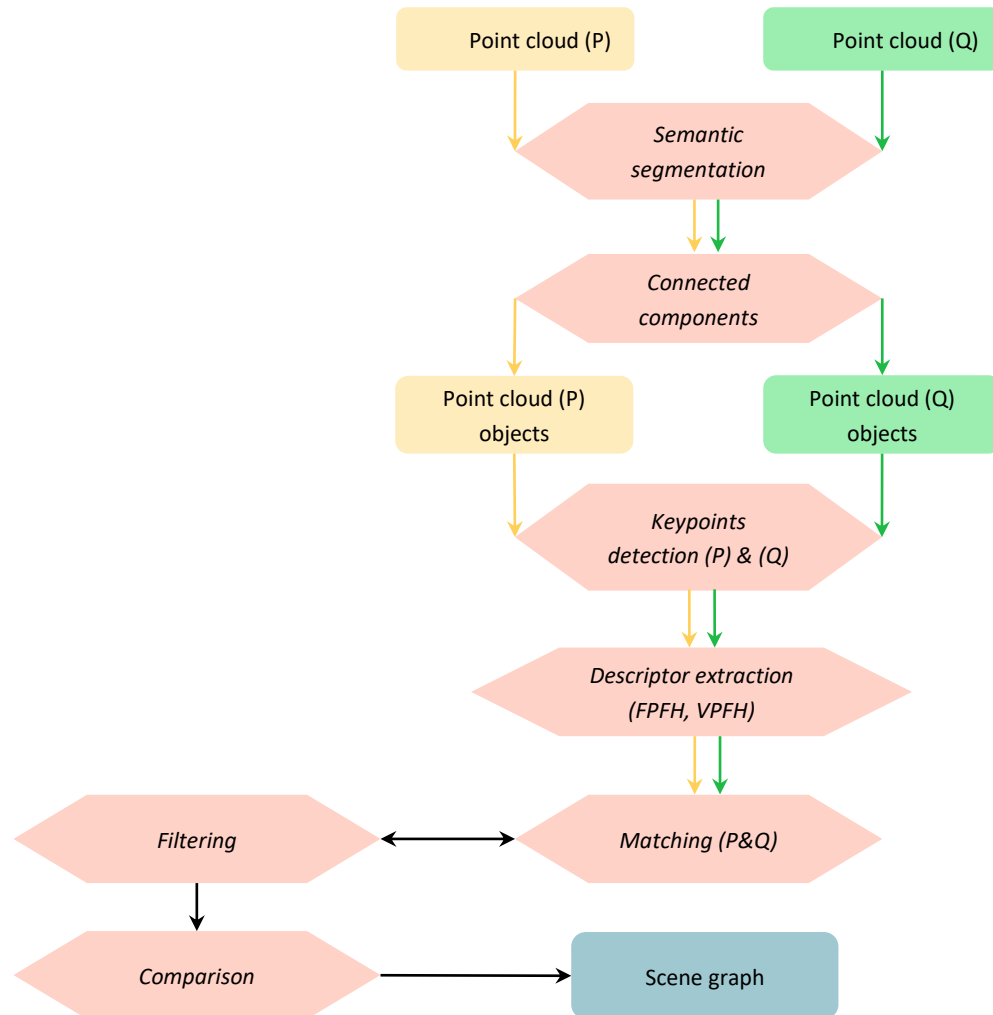 Point cloud (P)
Point cloud (Q)
Semantic
segmentation
Connected
components
Point cloud (P)
objects
Point cloud (Q)
objects
Keypoints
detection (P) & (Q)
Descriptor extraction
(FPFH, VPFH)
Filtering
Matching (P&Q)
Comparison
Scene graph